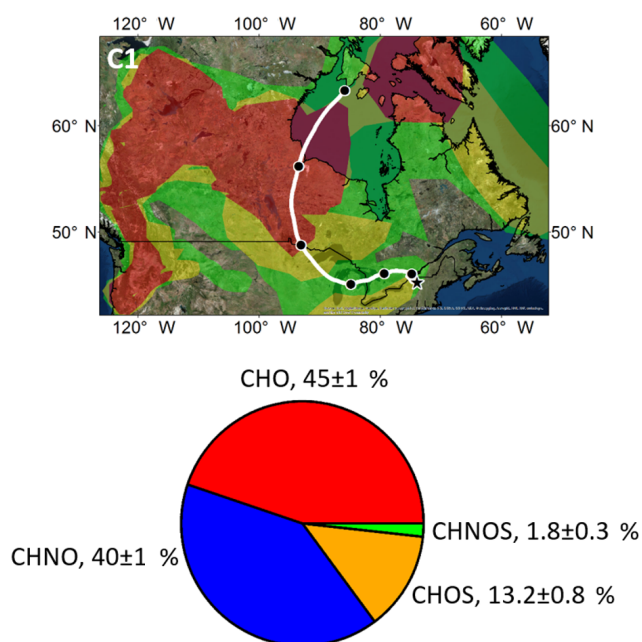 120° W 100° W 80° W 60° W
C1
60° N 60° N
50° N 50° N
120° W 100° W 80° W 60° W
CHO, 45±1 %
CHNOS, 1.8±0.3 %
CHNO, 40±1 %
CHOS, 13.2±0.8 %